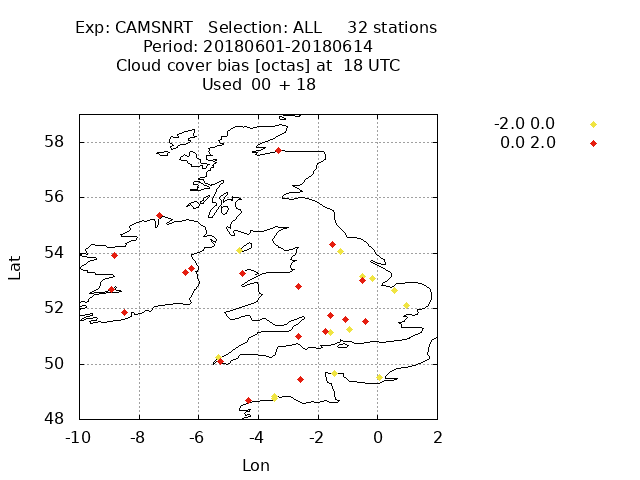 Exp: CAMSNRT   Selection: ALL     32 stations
Period: 20180601-20180614
Cloud cover bias [octas] at  18 UTC
Used  00  + 18
-2.0 0.0
0.0 2.0
58
56
54
52
50
48
Lat
-10 -8 -6 -4 -2 0 2
Lon